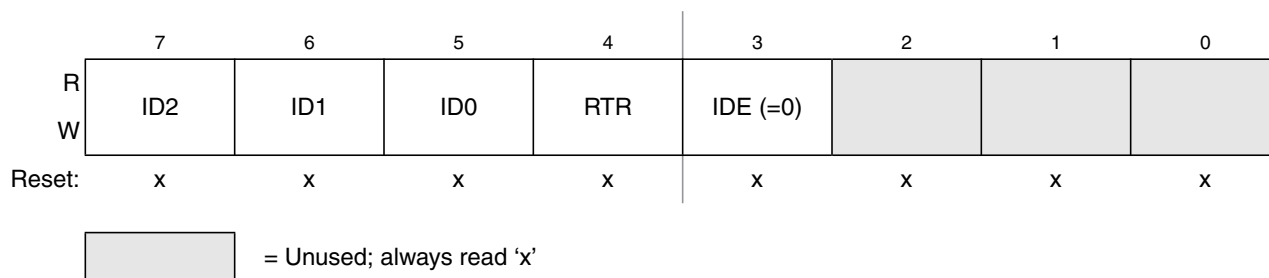 7 6 5 4 3 2 1 0
R
ID2 ID1 ID0 RTR IDE (=0)
W
Reset: x x x x x x x x
= Unused; always read ‘x’